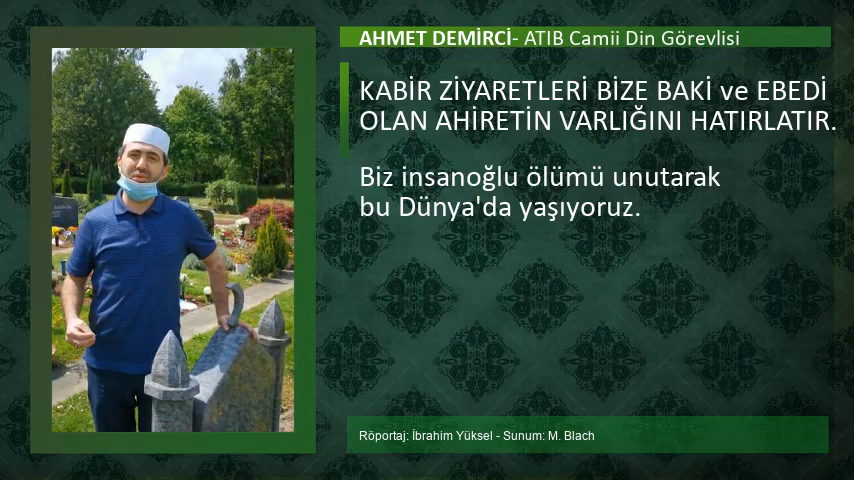 AHMET DEMİRCİ- ATIB Camii Din Görevlisi
KABİR ZİYARETLERİ BİZE BAKİ ve EBEDİ
OLAN AHİRETİN VARLIĞINI HATIRLATIR.
Biz insanoğlu ölümü unutarak
bu Dünya'da yaşıyoruz.
Röportaj: İbrahim Yüksel - Sunum: M. Blach